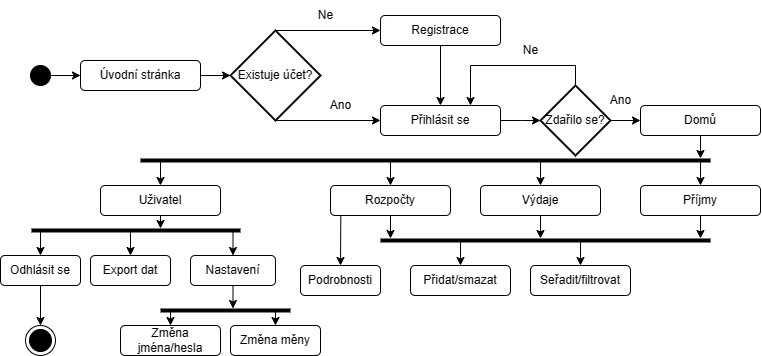 Ne
Registrace
Ne
Úvodní stránka
Existuje účet?
Ano
Přihlásit se
Zdařilo se?
Ano
Domů
Uživatel
Rozpočty
Výdaje
Příjmy
Odhlásit se
Export dat
Nastavení
Podrobnosti
Přidat/smazat
Seřadit/filtrovat
Změna
jména/hesla
Změna měny